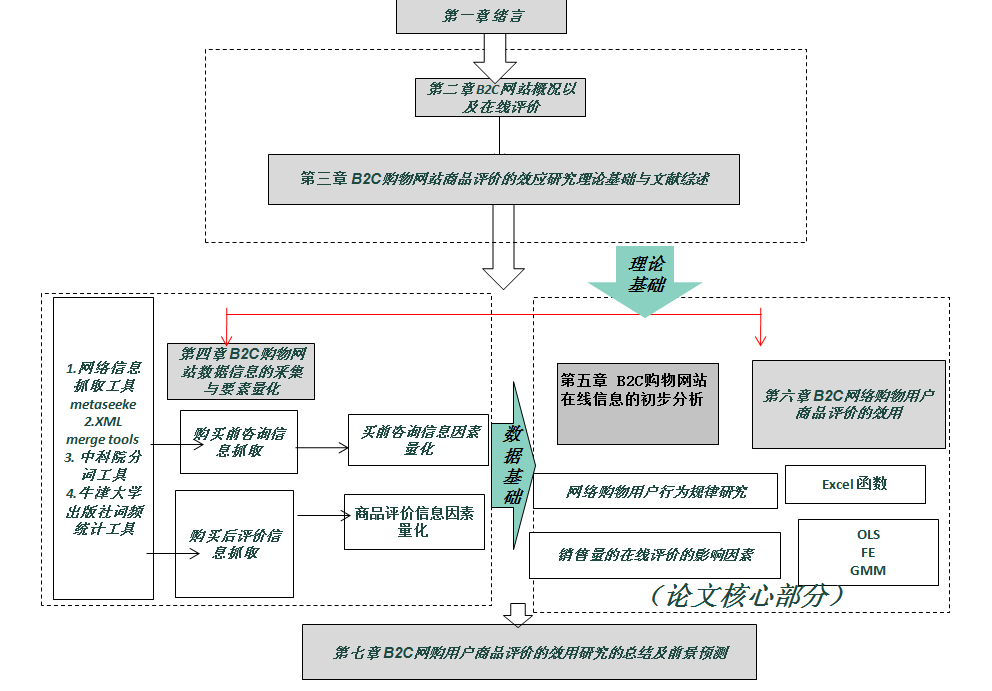 第一章绪言
第二章B2C网站概况以
及在线评价
第三章 B2C购物网站商品评价的效应研究理论基础与文献综述
理论
基础
1.网络信息
抓取工具
metaseeke
2.XML
merge tools
3. 中科院分
词工具
4.牛津大学
出版社词频
统计工具
第四章 B2C购物网
站数据信息的采集
与要素量化
购买前咨询信
息抓取
买前咨询信息因素
量化
购买后评价信
息抓取
商品评价信息因素
量化
数
据
基
础
第五章 B2C购物网站
在线信息的初步分析
第六章 B2C网络购物用户
商品评价的效用
网络购物用户行为规律研究
Excel 函数
销售量的在线评价的影响因素
OLS
FE
GMM
（论文核心部分）
第七章 B2C网购用户商品评价的效用研究的总结及前景预测